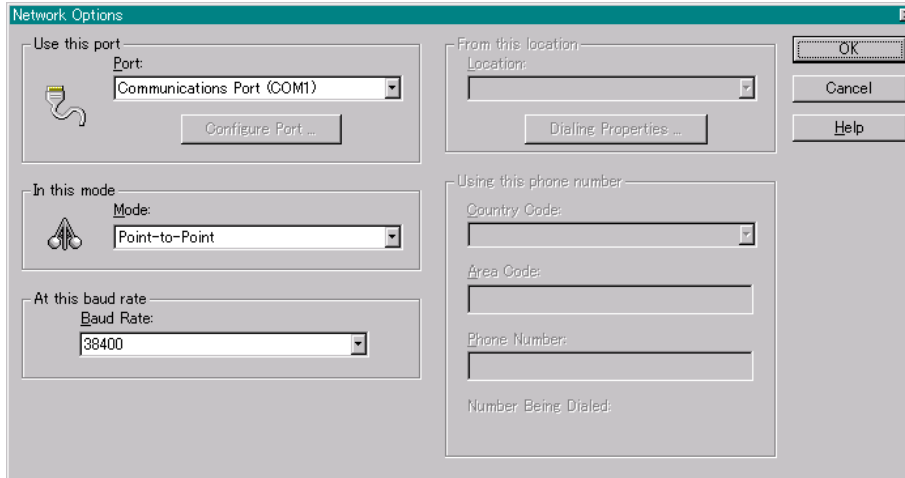 Network Options
Use this port
Port:
Communications Port (COM1)
Configure Port ...
In this mode
Mode:
Point-to-Point
At this baud rate
Baud Rate:
38400
From this location
Location:
Dialing Properties ...
Using this phone number
Country Code:
Area Code:
Phone Number:
Number Being Dialed:
OK
Cancel
Help